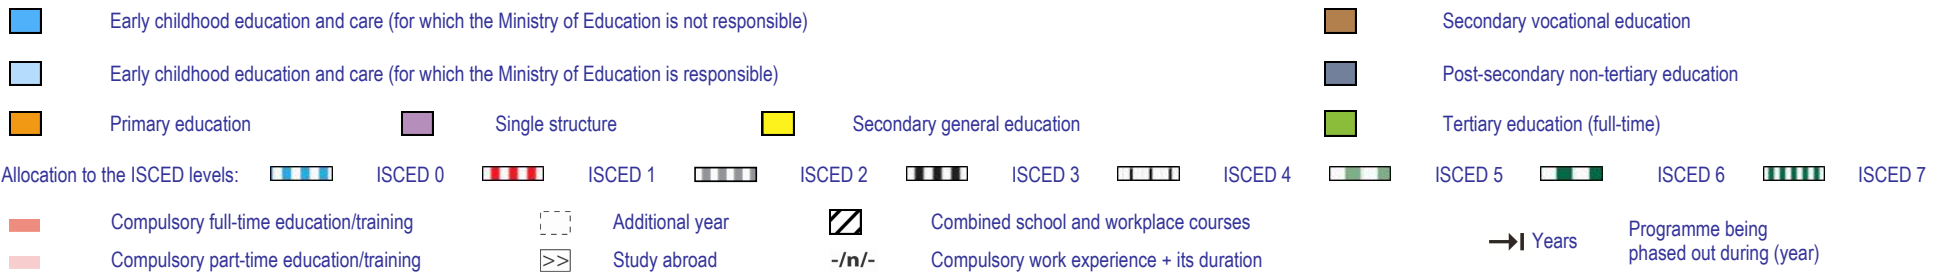 Early childhood education and care (for which the Ministry of Education is not responsible)
Secondary vocational education
Early childhood education and care (for which the Ministry of Education is responsible)
Post-secondary non-tertiary education
Primary education
Single structure
Secondary general education
Tertiary education (full-time)
Allocation to the ISCED levels: ISCED 0 ISCED 1 ISCED 2 ISCED 3 ISCED 4 ISCED 5 ISCED 6 ISCED 7
Compulsory full-time education/training
Additional year
Combined school and workplace courses
Compulsory part-time education/training
>> Study abroad
-/n/- Compulsory work experience + its duration
Years
Programme being
phased out during (year)